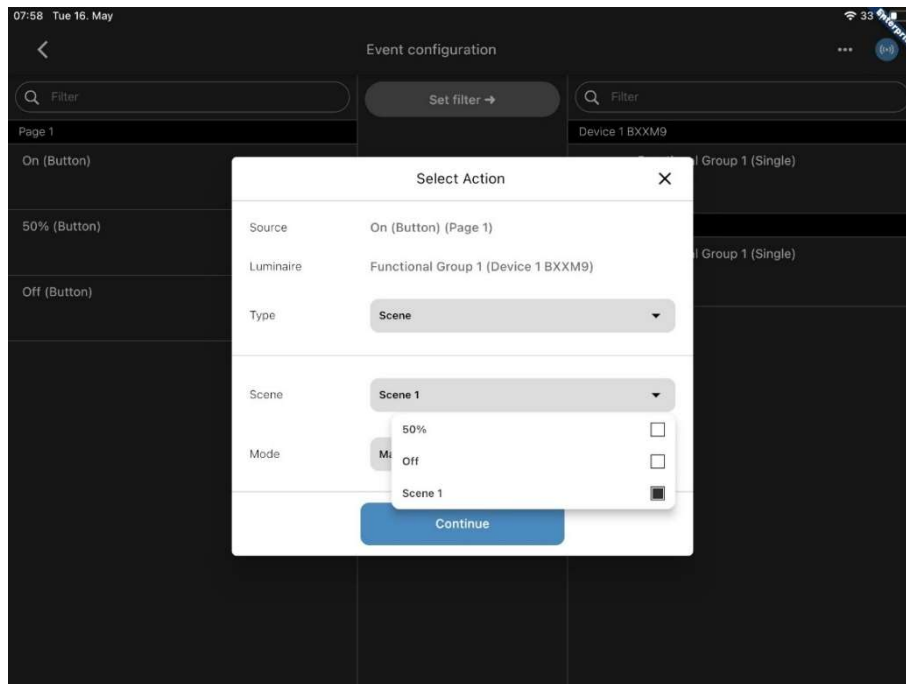 07:58 Tue 16. May
33
Event configuration
Filter
Set filter →
Filter
Page 1
Device 1 BXXM9
On (Button)
l Group 1 (Single)
50% (Button)
l Group 1 (Single)
Off (Button)
Select Action
Source On (Button) (Page 1)
Luminaire Functional Group 1 (Device 1 BXXM9)
Type Scene
Scene Scene 1
50%
Mode Ma
Off
Scene 1
Continue